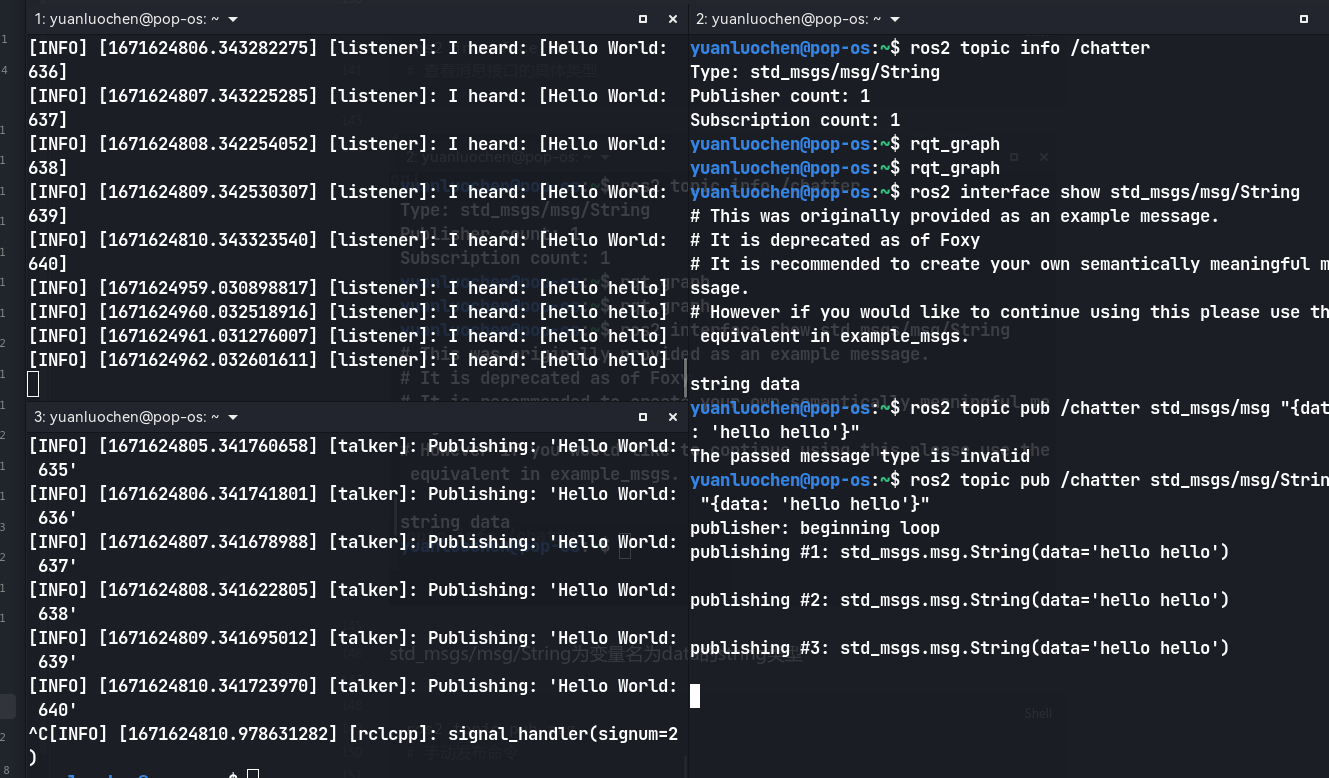 1: yuanluochen@pop-os: ~
[INFO] [1671624806.343282275] [listener]: I heard: [Hello World:
636]
[INFO] [1671624807.343225285] [listener]: I heard: [Hello World:
637]
[INFO] [1671624808.342254052] [listener]: I heard: [Hello World:
638]
[INFO] [1671624809.342530307] [listener]: I heard: [Hello World:
639]
[INFO] [1671624810.343323540] [listener]: I heard: [Hello World:
640]
[INFO] [1671624959.030898817] [listener]: I heard: [hello hello]
[INFO] [1671624960.032518916] [listener]: I heard: [hello hello]
[INFO] [1671624961.031276007] [listener]: I heard: [hello hello]
[INFO] [1671624962.032601611] [listener]: I heard: [hello hello]
3: yuanluochen@pop-os: ~
[INFO] [1671624805.341760658] [talker]: Publishing: 'Hello World:
635'
[INFO] [1671624806.341741801] [talker]: Publishing: 'Hello World:
636'
[INFO] [1671624807.341678988] [talker]: Publishing: 'Hello World:
637'
[INFO] [1671624808.341622805] [talker]: Publishing: 'Hello World:
638'
[INFO] [1671624809.341695012] [talker]: Publishing: 'Hello World:
639'
[INFO] [1671624810.341723970] [talker]: Publishing: 'Hello World:
640'
^C[INFO] [1671624810.978631282] [rclcpp]: signal_handler(signum=2
)
2: yuanluochen@pop-os: ~
yuanluochen@pop-os:~$ ros2 topic info /chatter
Type: std_msgs/msg/String
Publisher count: 1
Subscription count: 1
yuanluochen@pop-os:~$ rqt_graph
yuanluochen@pop-os:~$ rqt_graph
yuanluochen@pop-os:~$ ros2 interface show std_msgs/msg/String
# This was originally provided as an example message.
# It is deprecated as of Foxy
# It is recommended to create your own semantically meaningful m
ssage.
# However if you would like to continue using this please use th
equivalent in example_msgs.
string data
yuanluochen@pop-os:~$ ros2 topic pub /chatter std_msgs/msg "{dat
: 'hello hello'}"
The passed message type is invalid
yuanluochen@pop-os:~$ ros2 topic pub /chatter std_msgs/msg/Strin
"{data: 'hello hello'}"
publisher: beginning loop
publishing #1: std_msgs.msg.String(data='hello hello')
publishing #2: std_msgs.msg.String(data='hello hello')
publishing #3: std_msgs.msg.String(data='hello hello')
std_msgs/msg/String为变量名为data的string类型
Shell
# 手动发布命令